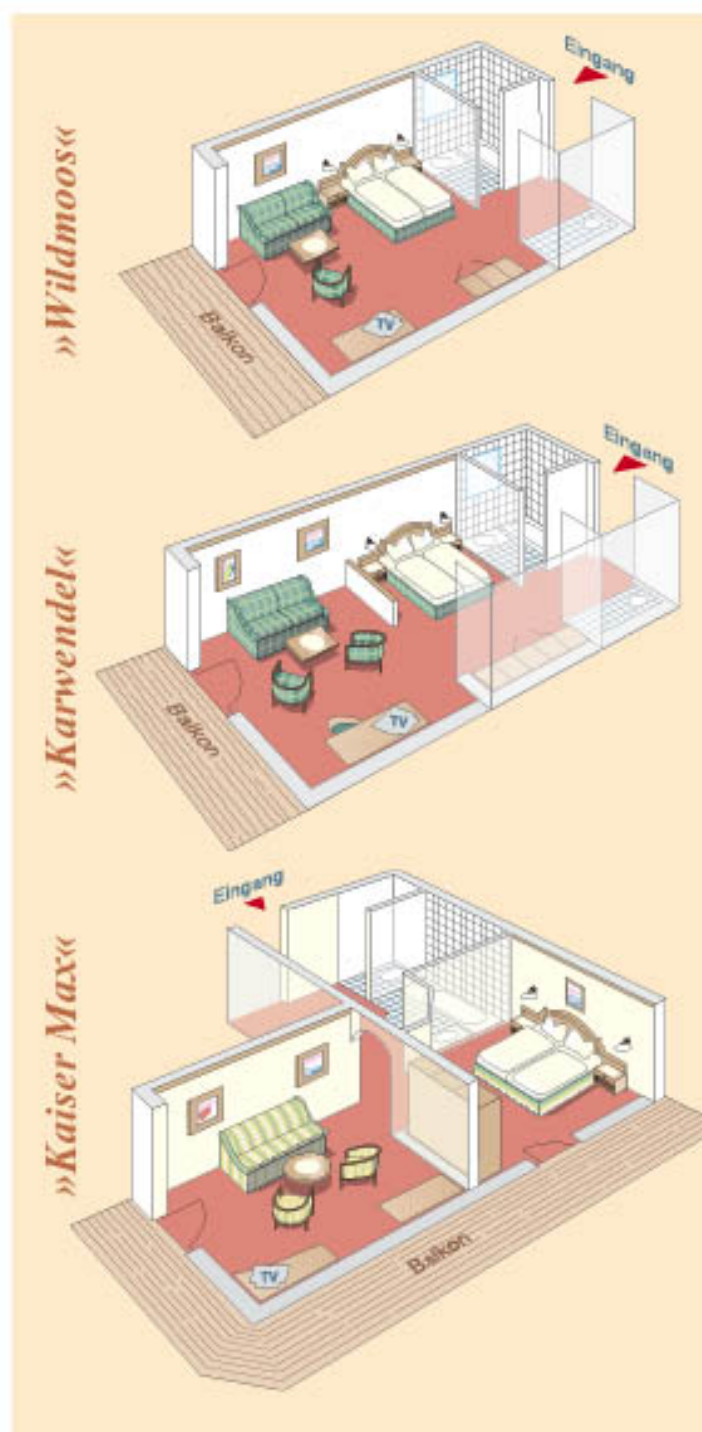 »Wildmoos«
Eingang
TV
Balkon
»Karwendel«
Eingang
TV
Balkon
»Kaiser Max«
Eingang
TV
Balkon